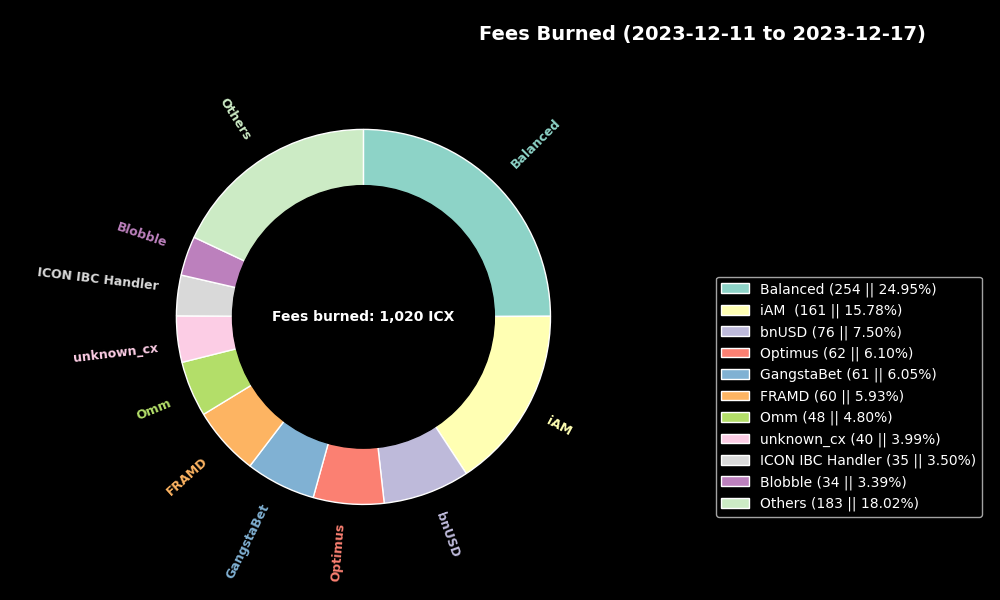 Fees Burned (2023-12-11 to 2023-12-17)
Others
Balanced
Blobble
ICON IBC Handler
Fees burned: 1,020 ICX
unknown_cx
Omm
iAM
FRAMD
GangstaBet
Optimus
bnUSD
Balanced (254 || 24.95%)
iAM  (161 || 15.78%)
bnUSD (76 || 7.50%)
Optimus (62 || 6.10%)
GangstaBet (61 || 6.05%)
FRAMD (60 || 5.93%)
Omm (48 || 4.80%)
unknown_cx (40 || 3.99%)
ICON IBC Handler (35 || 3.50%)
Blobble (34 || 3.39%)
Others (183 || 18.02%)